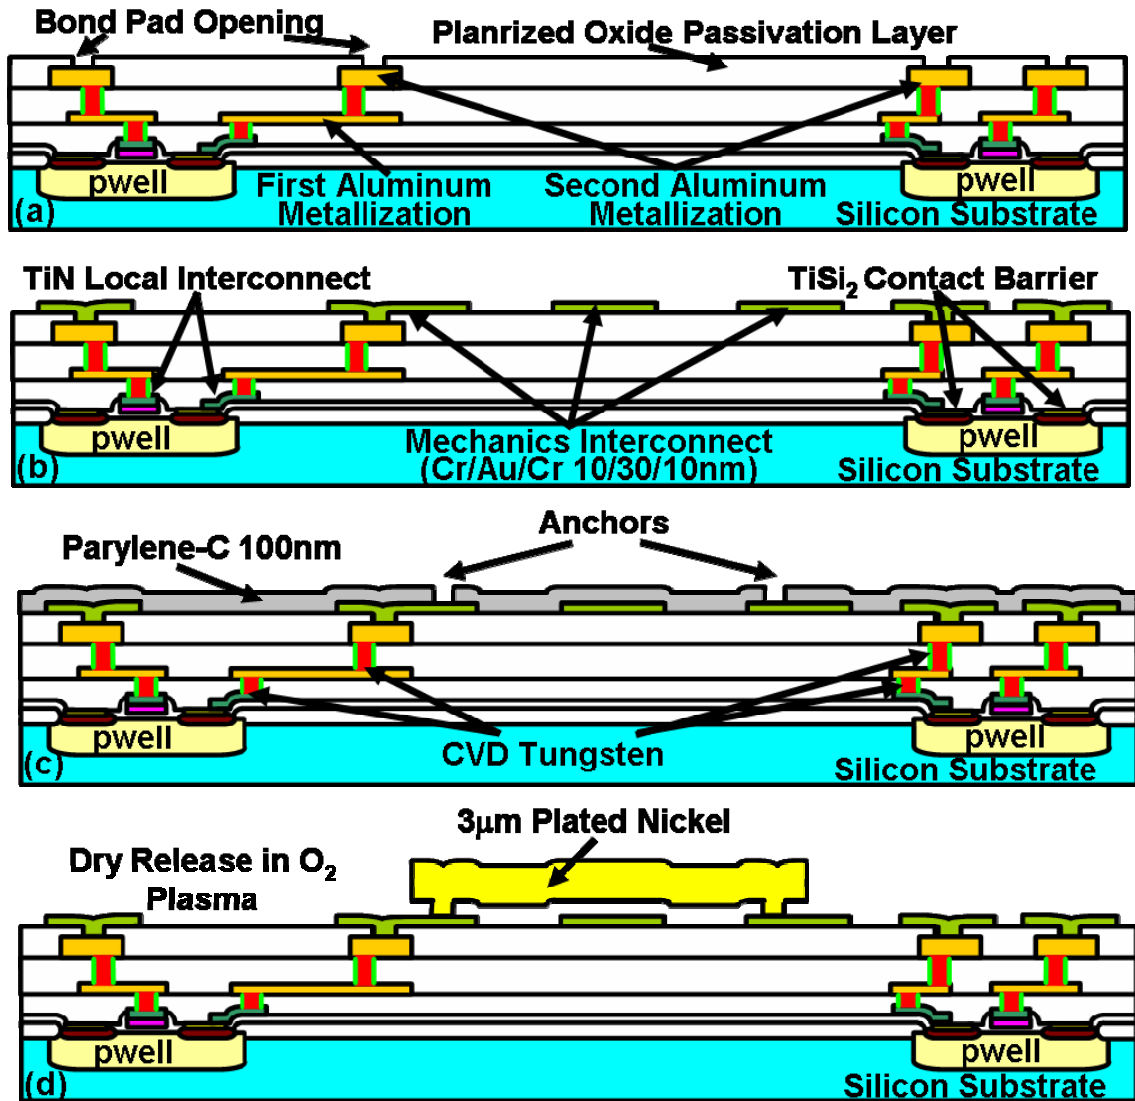 Bond Pad Opening
Planrized Oxide Passivation Layer
pwell
First Aluminum
Metallization
Second Aluminum
Metallization
pwell
Silicon Substrate
(a)
TiN Local Interconnect
TiSi2 Contact Barrier
pwell
Mechanics Interconnect
(Cr/Au/Cr 10/30/10nm)
pwell
Silicon Substrate
(b)
Anchors
Parylene-C 100nm
pwell
CVD Tungsten
pwell
Silicon Substrate
(c)
3μm Plated Nickel
Dry Release in O2
Plasma
pwell
pwell
Silicon Substrate
(d)